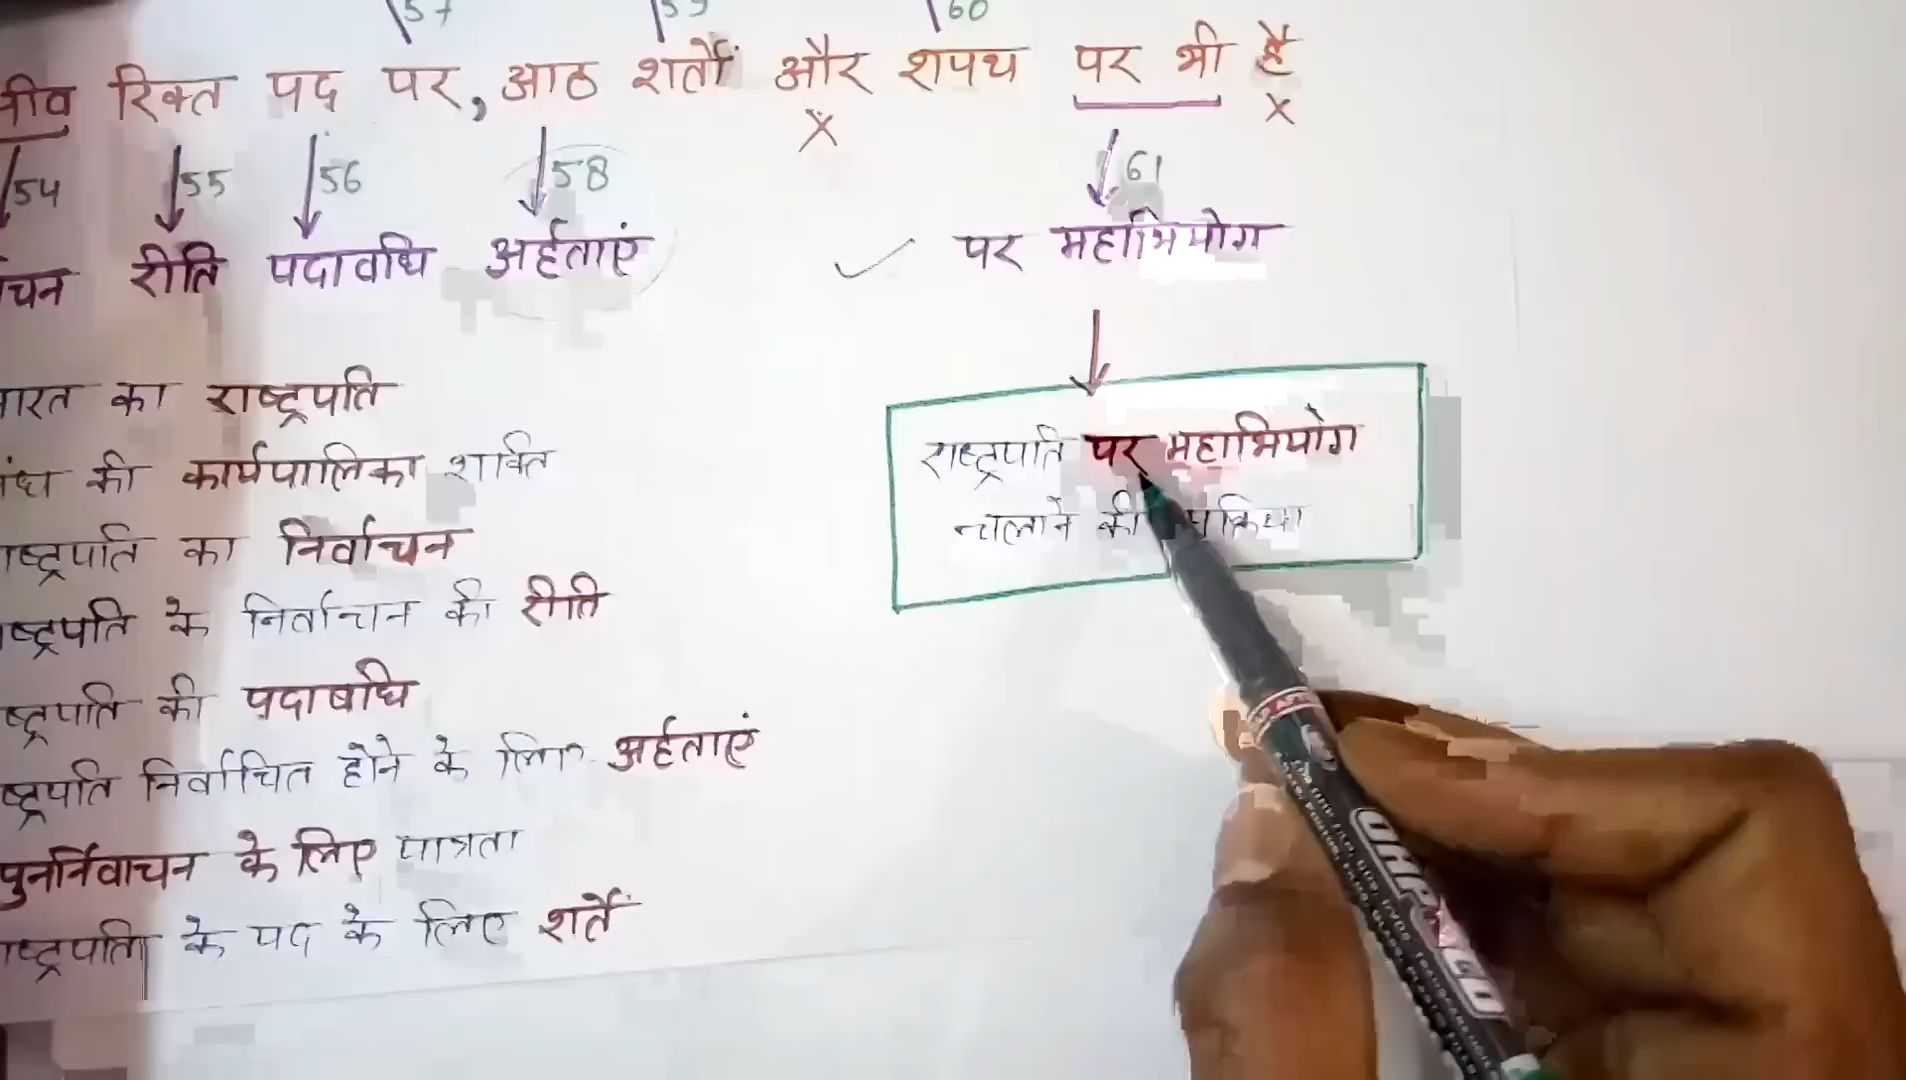 57 59 60
नीव रिक्त पद पर, आठ शर्तों और शपथ पर भी है
x x
54 55 56 58 61
चन रीति पदावधि अर्हताएं पर महाभियोग
भारत का राष्ट्रपति
संघ की कार्यपालिका शक्ति
राष्ट्रपति का निर्वाचन
राष्ट्रपति के निर्वाचन की रीति
राष्ट्रपति की पदाबधि
राष्ट्रपति निर्वाचित होने के लिए अर्हताएं
पुनर्निवाचन के लिए पात्रता
राष्ट्रपति के पद के लिए शर्तें
राष्ट्रपति पर महाभियोग
चलाने की प्रक्रिया